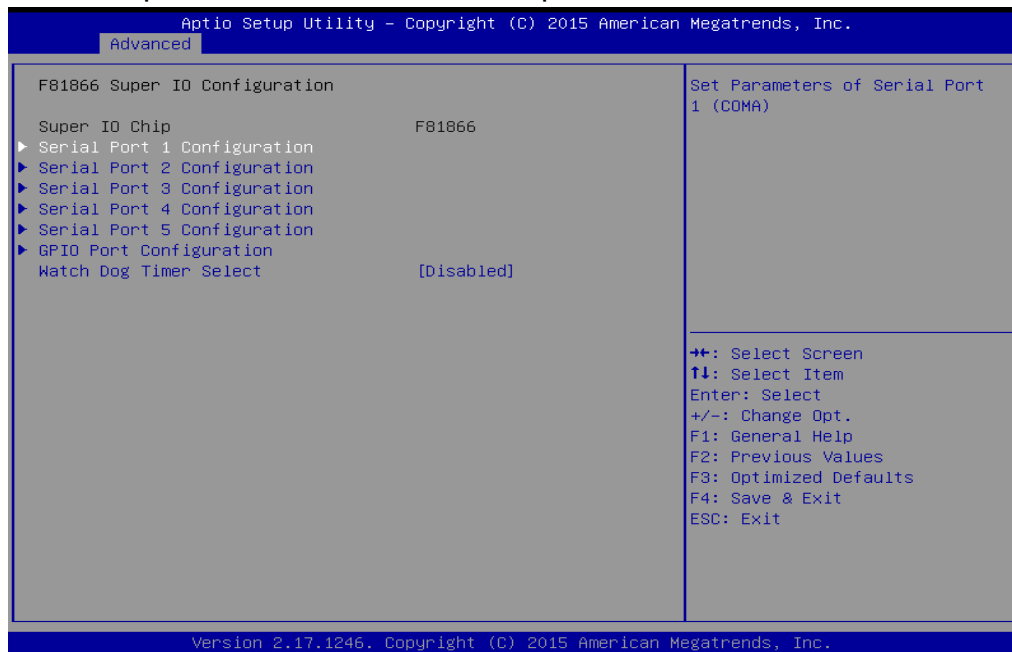 Aptio Setup Utility – Copyright (C) 2015 American Megatrends, Inc.
Advanced
F81866 Super IO Configuration
Super IO Chip F81866
Serial Port 1 Configuration
Serial Port 2 Configuration
Serial Port 3 Configuration
Serial Port 4 Configuration
Serial Port 5 Configuration
GPIO Port Configuration
Watch Dog Timer Select [Disabled]
Set Parameters of Serial Port
1 (COMA)
→←: Select Screen
↑↓: Select Item
Enter: Select
+/-: Change Opt.
F1: General Help
F2: Previous Values
F3: Optimized Defaults
F4: Save & Exit
ESC: Exit
Version 2.17.1246. Copyright (C) 2015 American Megatrends, Inc.